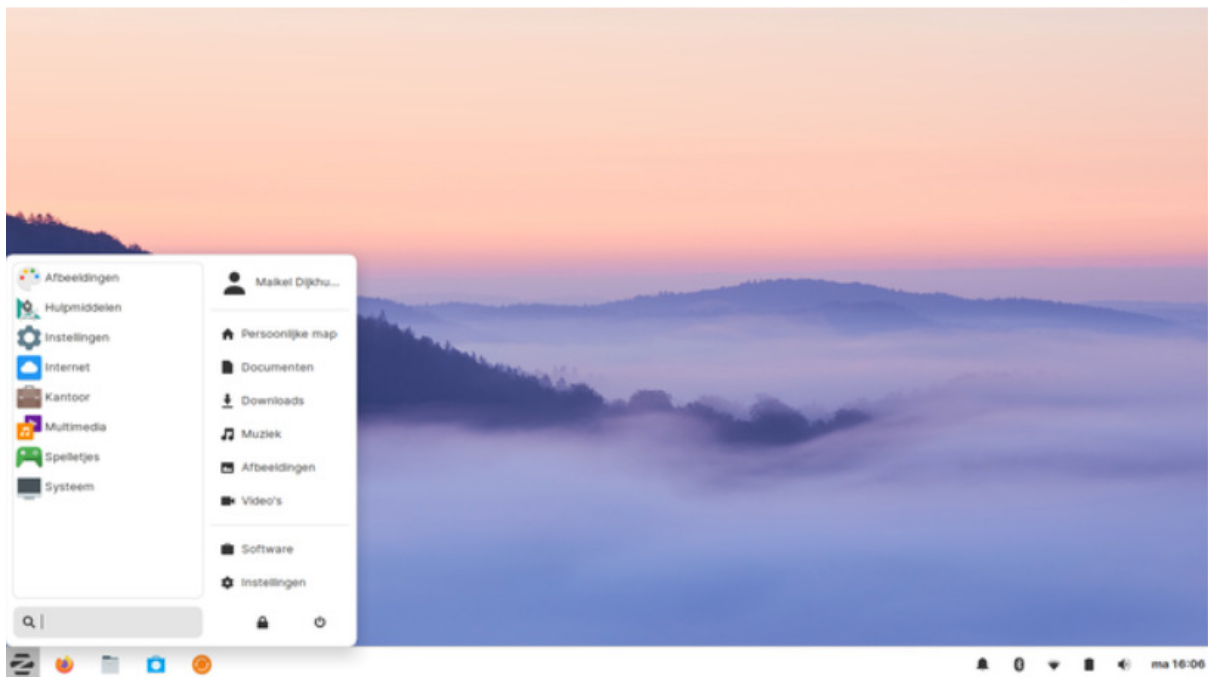 Afbeeldingen
Hulpmiddelen
Instellingen
Internet
Kantoor
Multimedia
Spelletjes
Systeem
Maikel Dijkhu...
Persoonlijke map
Documenten
Downloads
Muziek
Afbeeldingen
Video's
Software
Instellingen
ma 16:06